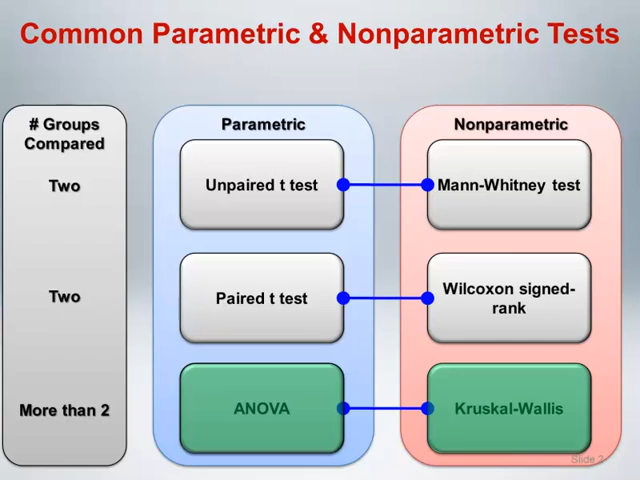 Common Parametric & Nonparametric Tests
# Groups
Compared
Parametric
Nonparametric
Two
Unpaired t test
Mann-Whitney test
Two
Paired t test
Wilcoxon signed-
rank
More than 2
ANOVA
Kruskal-Wallis
Slide 2